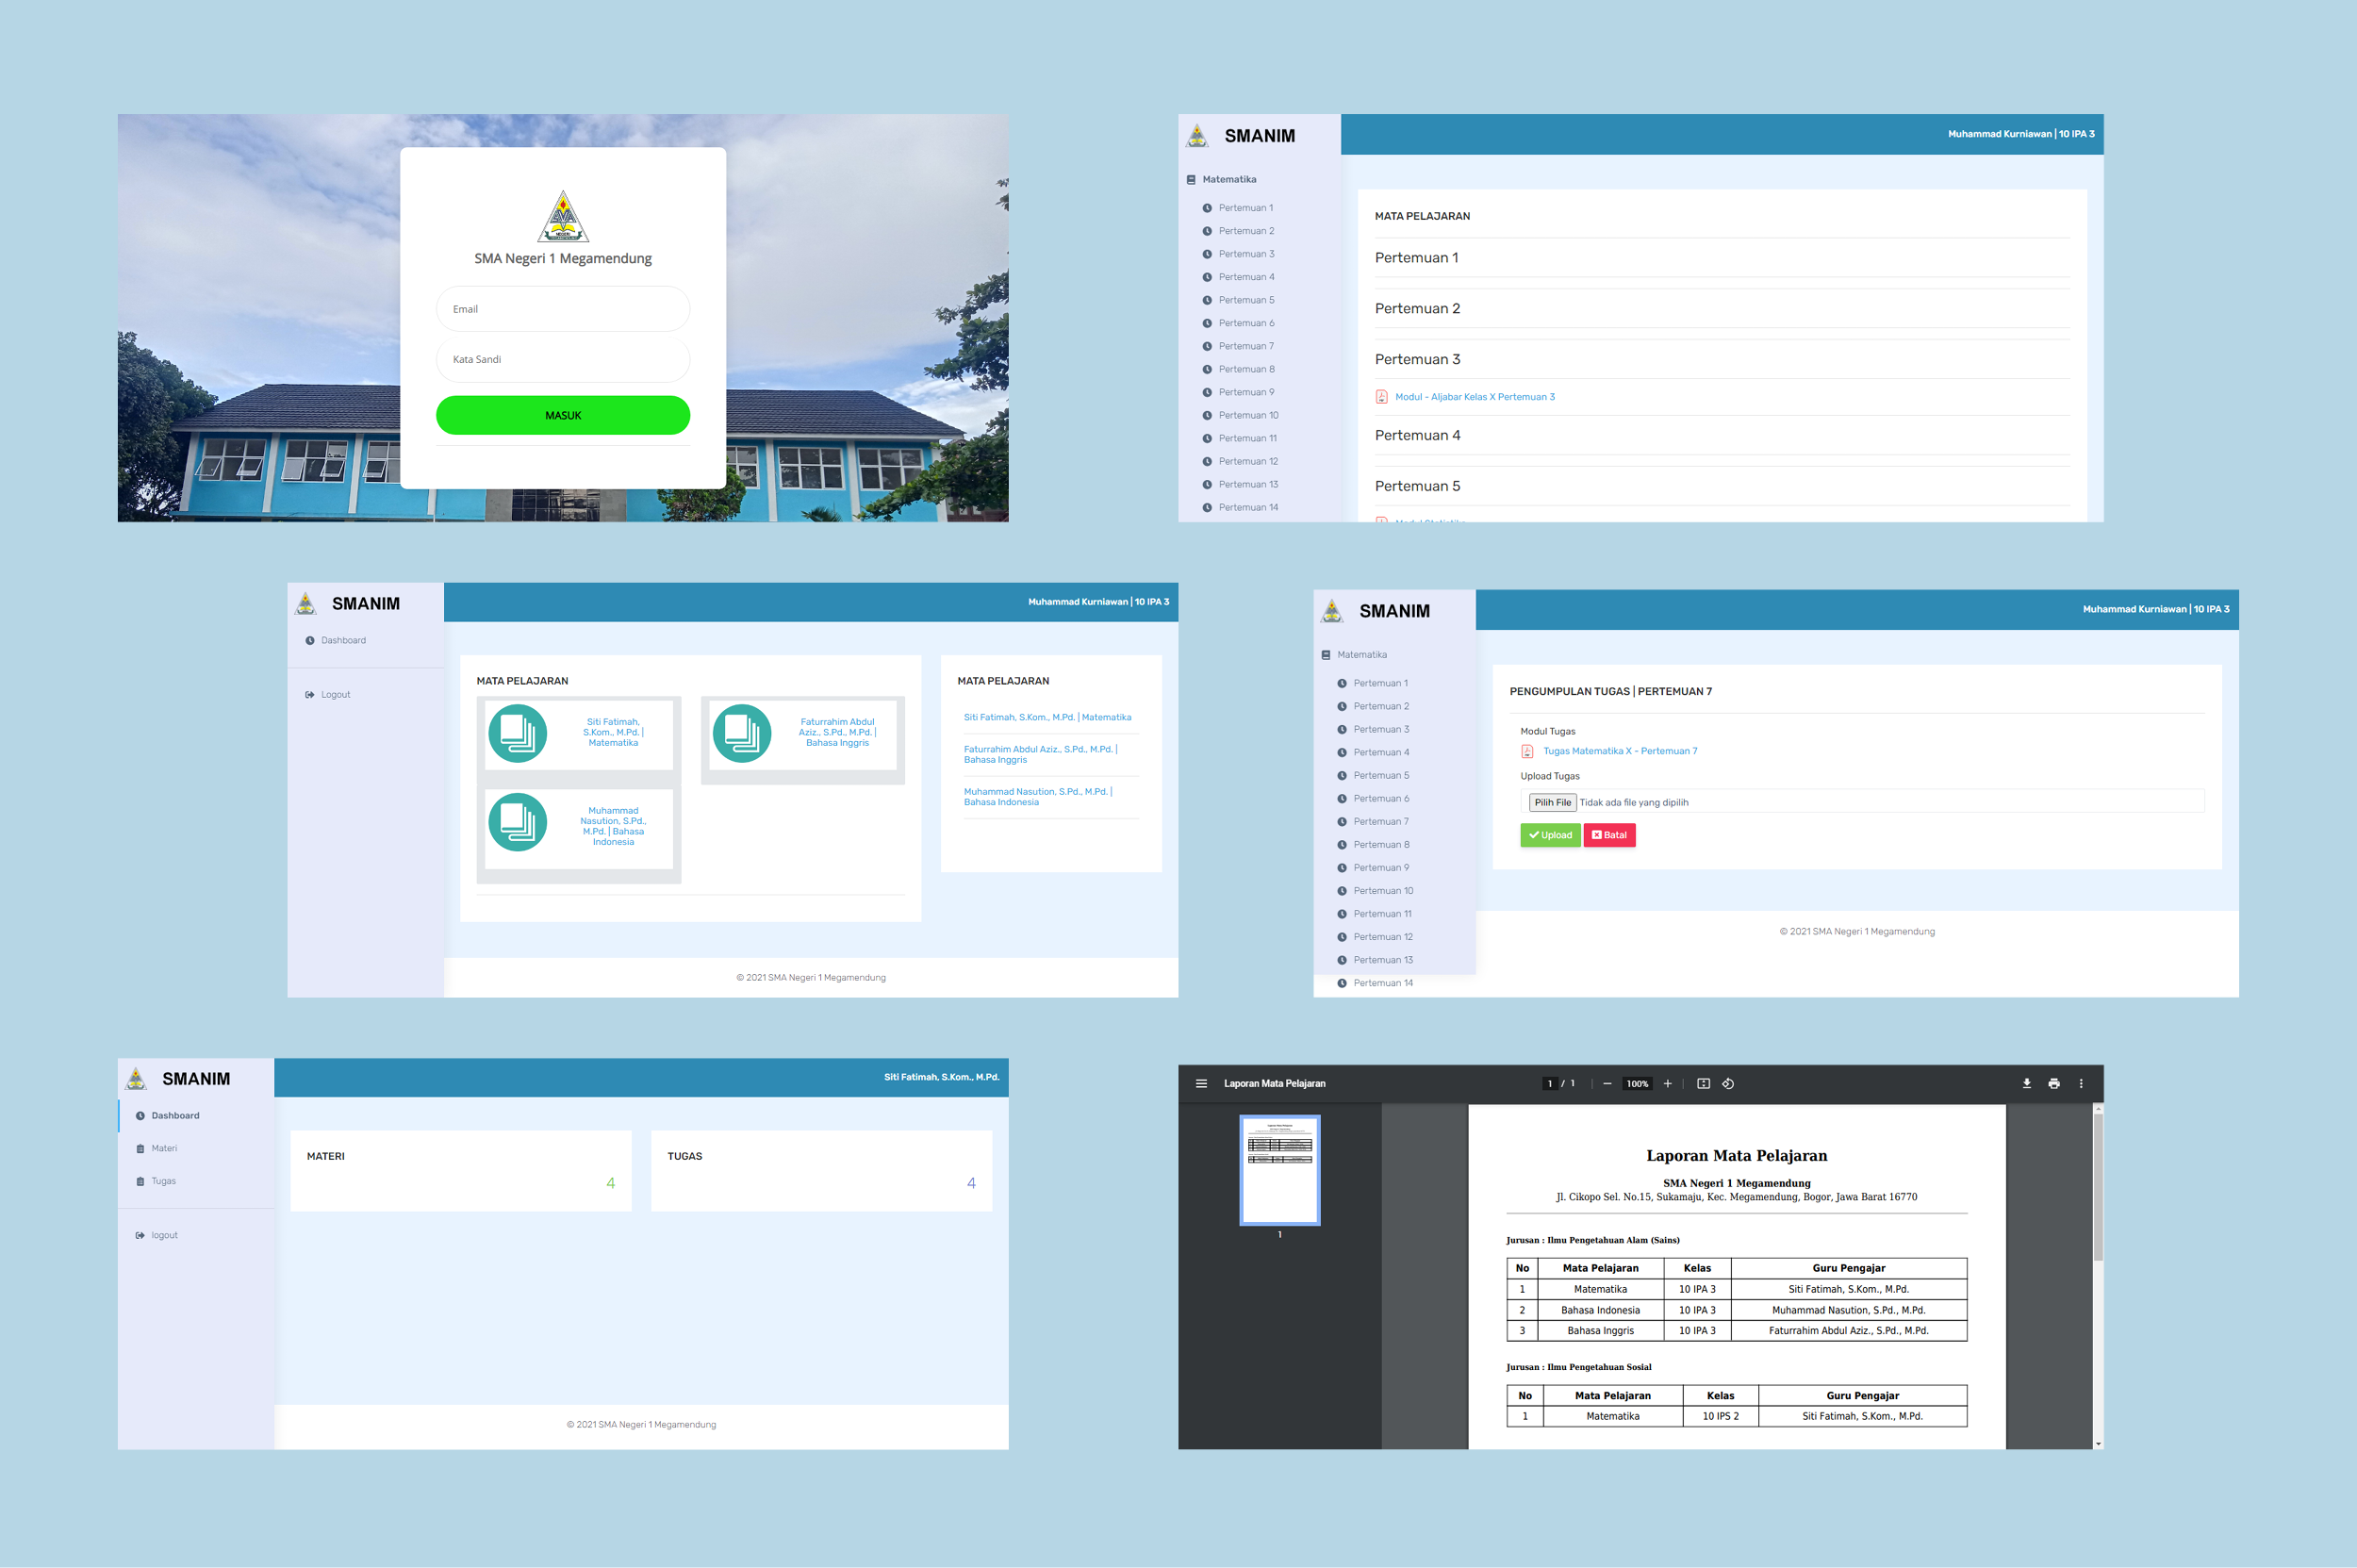 SMA
NEGERI
SMA Negeri 1 Megamendung
Email
Kata Sandi
MASUK
SMANIM
Muhammad Kurniawan | 10 IPA 3
Matematika
Pertemuan 1
Pertemuan 2
Pertemuan 3
Pertemuan 4
Pertemuan 5
Pertemuan 6
Pertemuan 7
Pertemuan 8
Pertemuan 9
Pertemuan 10
Pertemuan 11
Pertemuan 12
Pertemuan 13
Pertemuan 14
MATA PELAJARAN
Pertemuan 1
Pertemuan 2
Pertemuan 3
Modul - Aljabar Kelas X Pertemuan 3
Pertemuan 4
Pertemuan 5
Modul Statistika
SMANIM
Muhammad Kurniawan | 10 IPA 3
Dashboard
Logout
MATA PELAJARAN
Siti Fatimah,
S.Kom., M.Pd. |
Matematika
Faturrahim Abdul
Aziz., S.Pd., M.Pd. |
Bahasa Inggris
Muhammad
Nasution, S.Pd.,
M.Pd. | Bahasa
Indonesia
MATA PELAJARAN
Siti Fatimah, S.Kom., M.Pd. | Matematika
Faturrahim Abdul Aziz., S.Pd., M.Pd. |
Bahasa Inggris
Muhammad Nasution, S.Pd., M.Pd. |
Bahasa Indonesia
© 2021 SMA Negeri 1 Megamendung
SMANIM
Muhammad Kurniawan | 10 IPA 3
Matematika
Pertemuan 1
Pertemuan 2
Pertemuan 3
Pertemuan 4
Pertemuan 5
Pertemuan 6
Pertemuan 7
Pertemuan 8
Pertemuan 9
Pertemuan 10
Pertemuan 11
Pertemuan 12
Pertemuan 13
Pertemuan 14
PENGUMPULAN TUGAS | PERTEMUAN 7
Modul Tugas
Tugas Matematika X - Pertemuan 7
Upload Tugas
Pilih File Tidak ada file yang dipilih
Upload Batal
© 2021 SMA Negeri 1 Megamendung
SMANIM
Siti Fatimah, S.Kom., M.Pd.
Dashboard
Materi
Tugas
logout
MATERI
4
TUGAS
4
© 2021 SMA Negeri 1 Megamendung
Laporan Mata Pelajaran
1 / 1
100%
1
Laporan Mata Pelajaran
SMA Negeri 1 Megamendung
Jl. Cikopo Sel. No.15, Sukamaju, Kec. Megamendung, Bogor, Jawa Barat 16770
Jurusan : Ilmu Pengetahuan Alam (Sains)
No Mata Pelajaran Kelas Guru Pengajar
1 Matematika 10 IPA 3 Siti Fatimah, S.Kom., M.Pd.
2 Bahasa Indonesia 10 IPA 3 Muhammad Nasution, S.Pd., M.Pd.
3 Bahasa Inggris 10 IPA 3 Faturrahim Abdul Aziz., S.Pd., M.Pd.
Jurusan : Ilmu Pengetahuan Sosial
No Mata Pelajaran Kelas Guru Pengajar
1 Matematika 10 IPS 2 Siti Fatimah, S.Kom., M.Pd.